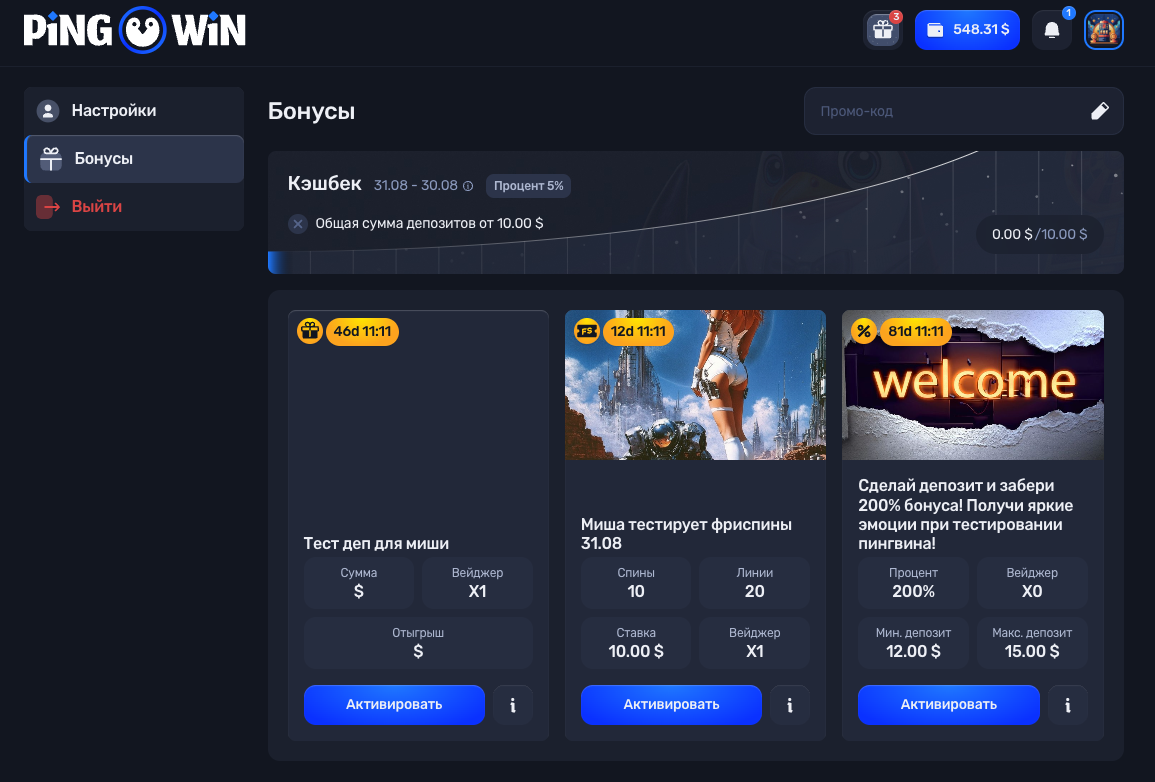 PiNG WiN
3
548.31 $
1
Настройки
Бонусы
Выйти
Бонусы
Промо-код
Кэшбек 31.08 - 30.08 Процент 5%
Общая сумма депозитов от 10.00 $
0.00 $/10.00 $
46d 11:11
Тест деп для миши
Сумма
$
Вейджер
X1
Отыгрыш
$
Активировать
i
FS
12d 11:11
Миша тестирует фриспины
31.08
Спины
10
Линии
20
Ставка
10.00 $
Вейджер
X1
Активировать
i
%
81d 11:11
welcome
Сделай депозит и забери
200% бонуса! Получи яркие
эмоции при тестировании
пингвина!
Процент
200%
Вейджер
X0
Мин. депозит
12.00 $
Макс. депозит
15.00 $
Активировать
i